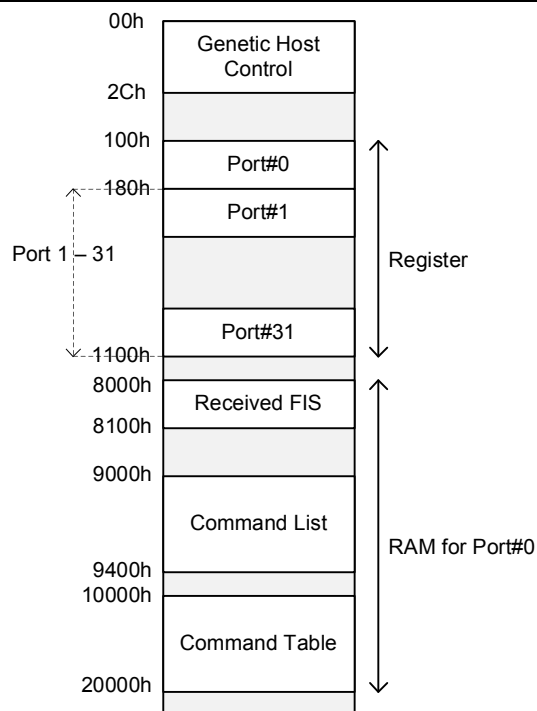 00h
Genetic Host
Control
2Ch
100h
Port#0
180h
Port#1
Port 1 – 31
Register
Port#31
1100h
8000h
Received FIS
8100h
9000h
Command List
RAM for Port#0
9400h
10000h
Command Table
20000h